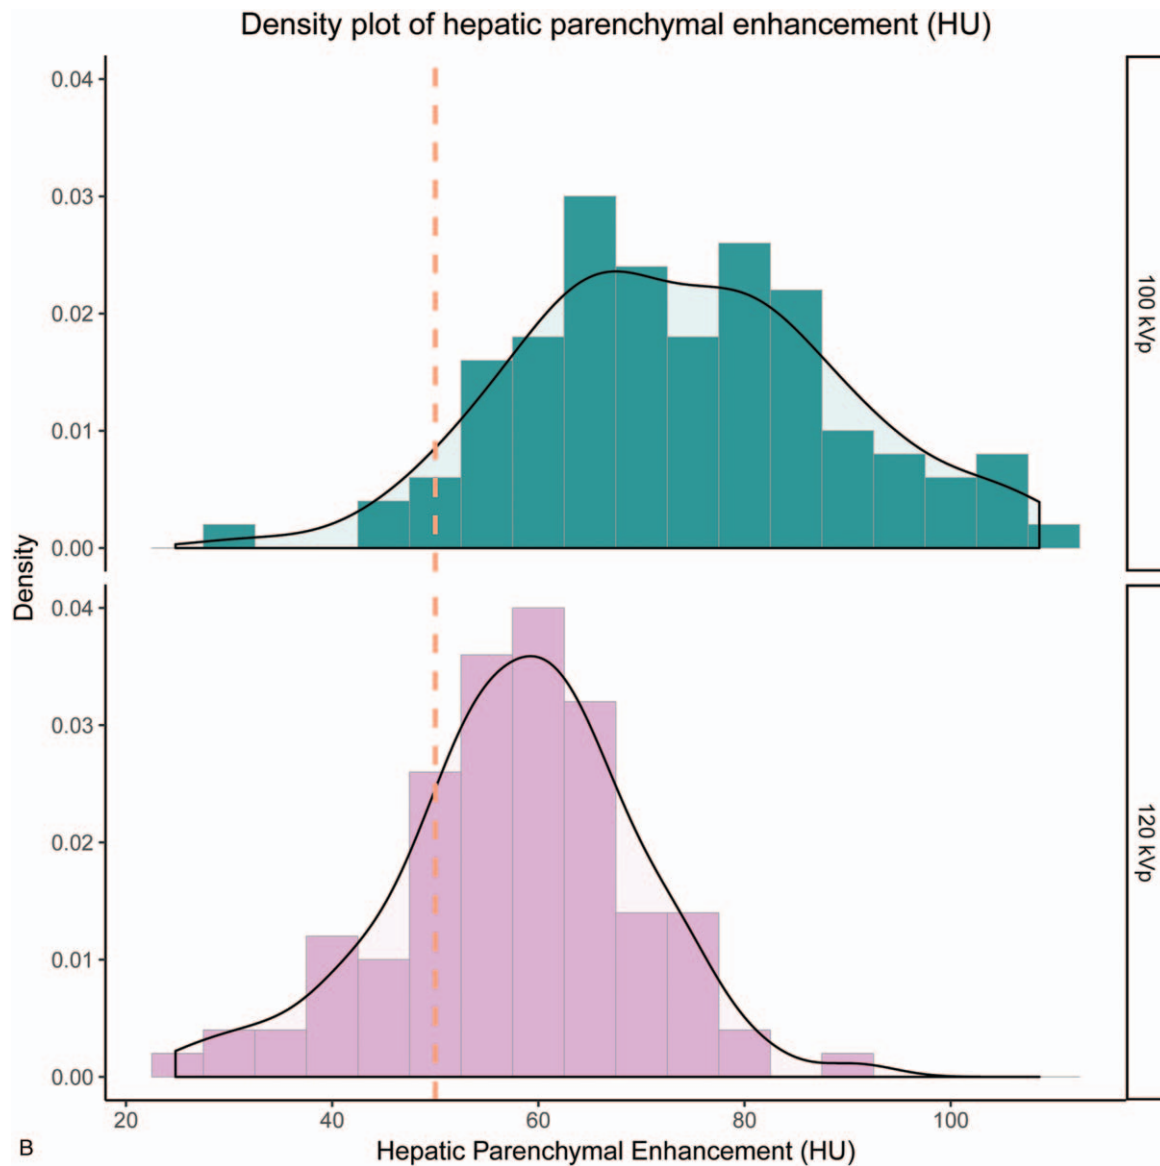 Density plot of hepatic parenchymal enhancement (HU)
0.04
0.03
0.02
0.01
0.00
100 kVp
Density
0.04
0.03
0.02
0.01
0.00
120 kVp
20 40 60 80 100
Hepatic Parenchymal Enhancement (HU)
B